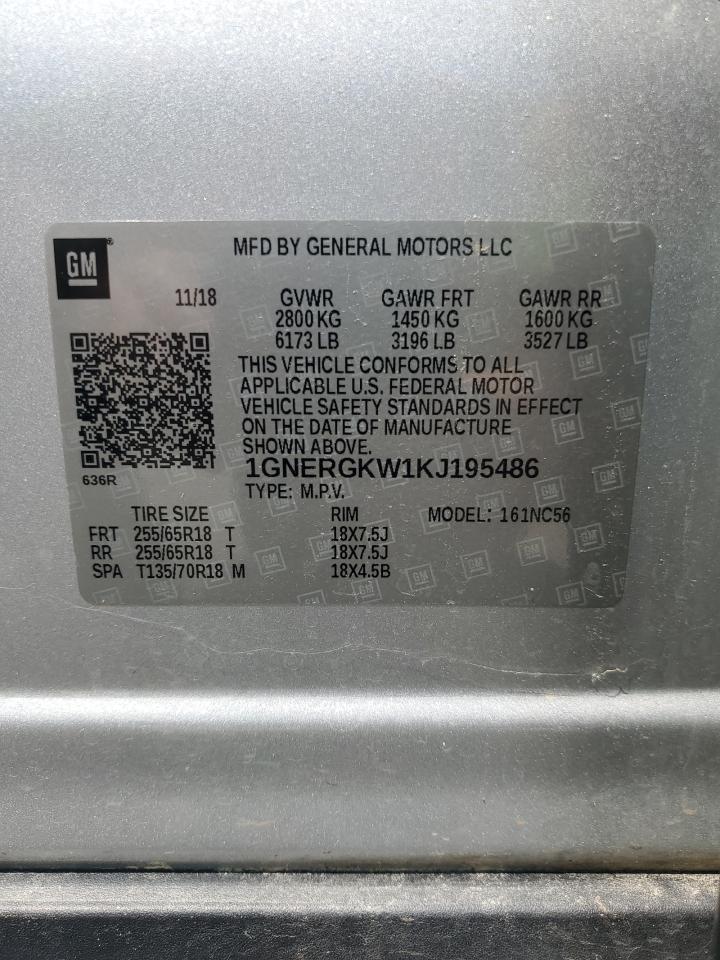 GM ®
MFD BY GENERAL MOTORS LLC
11/18 GVWR GAWR FRT GAWR RR
2800 KG 1450 KG 1600 KG
6173 LB 3196 LB 3527 LB
THIS VEHICLE CONFORMS TO ALL
APPLICABLE U.S. FEDERAL MOTOR
VEHICLE SAFETY STANDARDS IN EFFECT
ON THE DATE OF MANUFACTURE
SHOWN ABOVE.
1GNERGKW1KJ195486
636R
TYPE: M.P.V.
TIRE SIZE RIM MODEL: 161NC56
FRT 255/65R18 T 18X7.5J
RR 255/65R18 T 18X7.5J
SPA T135/70R18 M 18X4.5B